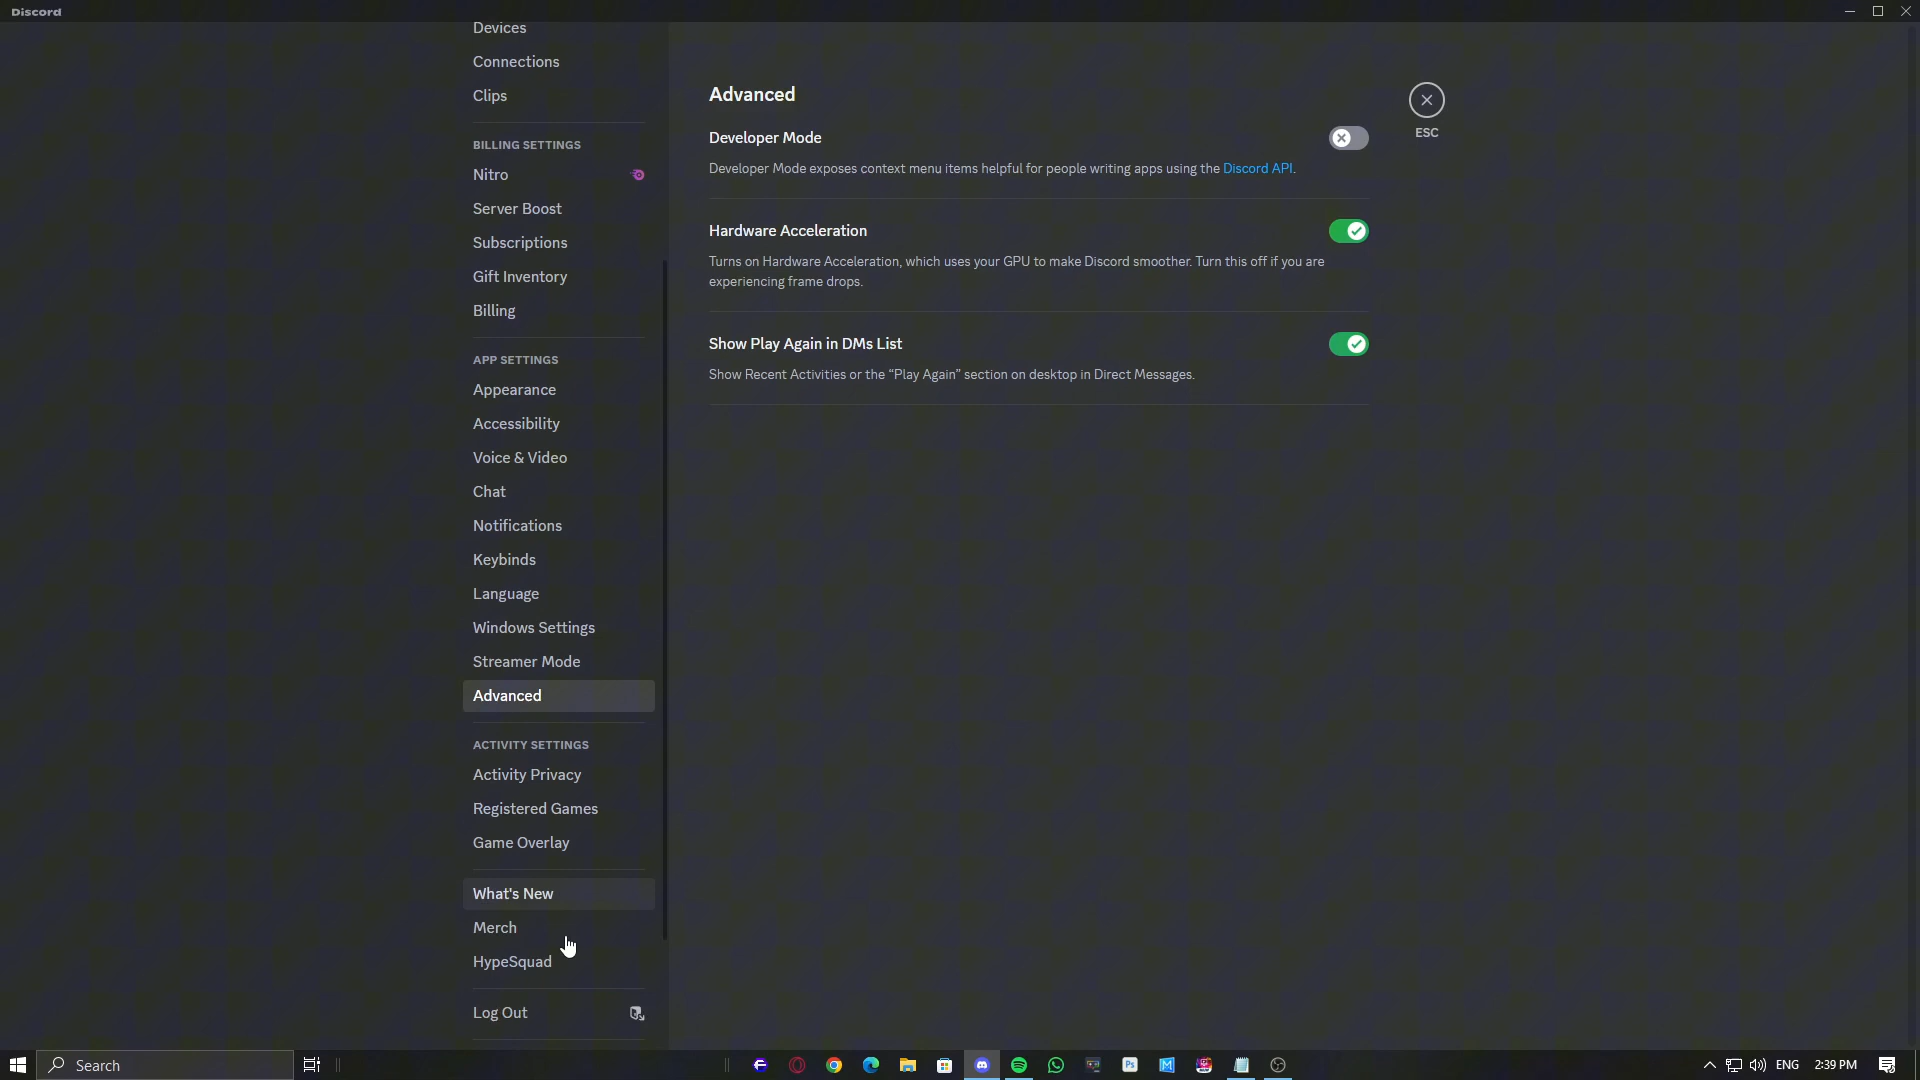 Discord
Devices
Connections
Clips
BILLING SETTINGS
Nitro
Server Boost
Subscriptions
Gift Inventory
Billing
APP SETTINGS
Appearance
Accessibility
Voice & Video
Chat
Notifications
Keybinds
Language
Windows Settings
Streamer Mode
Advanced
ACTIVITY SETTINGS
Activity Privacy
Registered Games
Game Overlay
What's New
Merch
HypeSquad
Log Out
Advanced
Developer Mode
Developer Mode exposes context menu items helpful for people writing apps using the Discord API.
Hardware Acceleration
Turns on Hardware Acceleration, which uses your GPU to make Discord smoother. Turn this off if you are
experiencing frame drops.
Show Play Again in DMs List
Show Recent Activities or the “Play Again” section on desktop in Direct Messages.
ESC
Search
Ps
M
ENG
2:39 PM